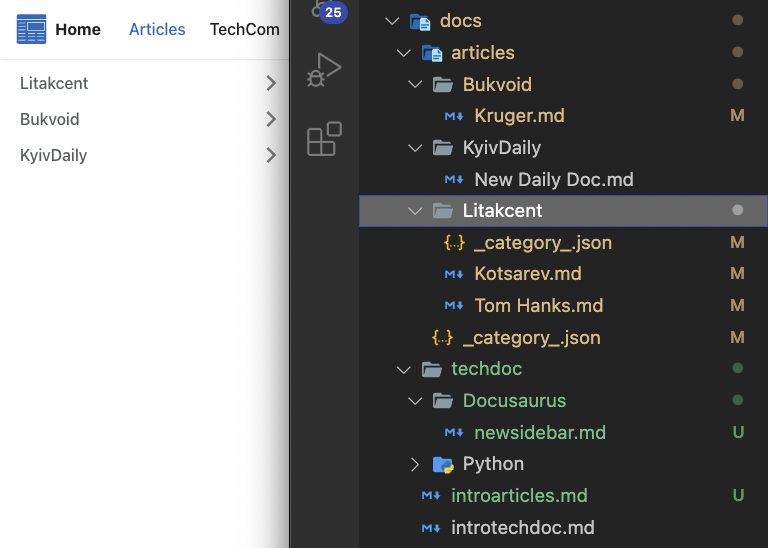 Home Articles TechCom
Litakcent
Bukvoid
KyivDaily
25
docs
articles
Bukvoid
Kruger.md M
KyivDaily
New Daily Doc.md
Litakcent
{..} _category_.json M
Kotsarev.md M
Tom Hanks.md M
{..} _category_.json M
techdoc
Docusaurus
newsidebar.md U
Python
introarticles.md U
introtechdoc.md